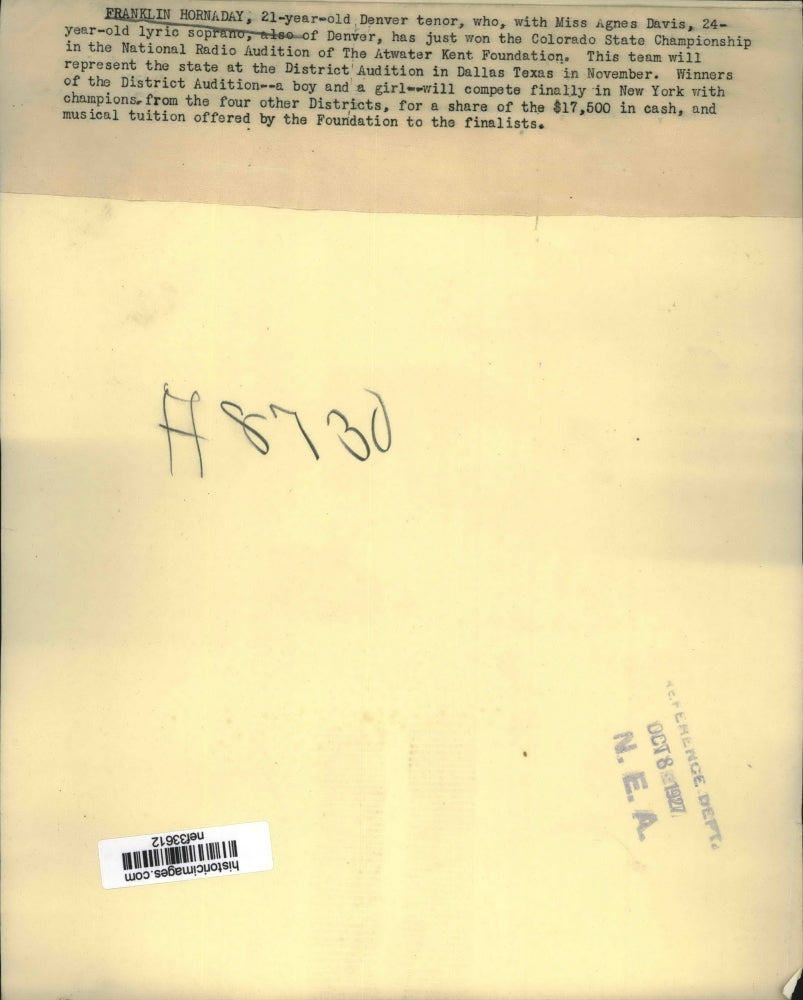 FRANKLIN HORNADAY, 21-year-old Denver tenor, who, with Miss Agnes Davis, 24-
year-old lyric soprano, also of Denver, has just won the Colorado State Championship
in the National Radio Audition of The Atwater Kent Foundation. This team will
represent the state at the District Audition in Dallas Texas in November. Winners
of the District Audition--a boy and a girl--will compete finally in New York with
champions from the four other Districts, for a share of the $17,500 in cash, and
musical tuition offered by the Foundation to the finalists.
H8730
REFERENCE DEPT.
OCT 8 1927
N. E. A.
historicimages.com
nef33612